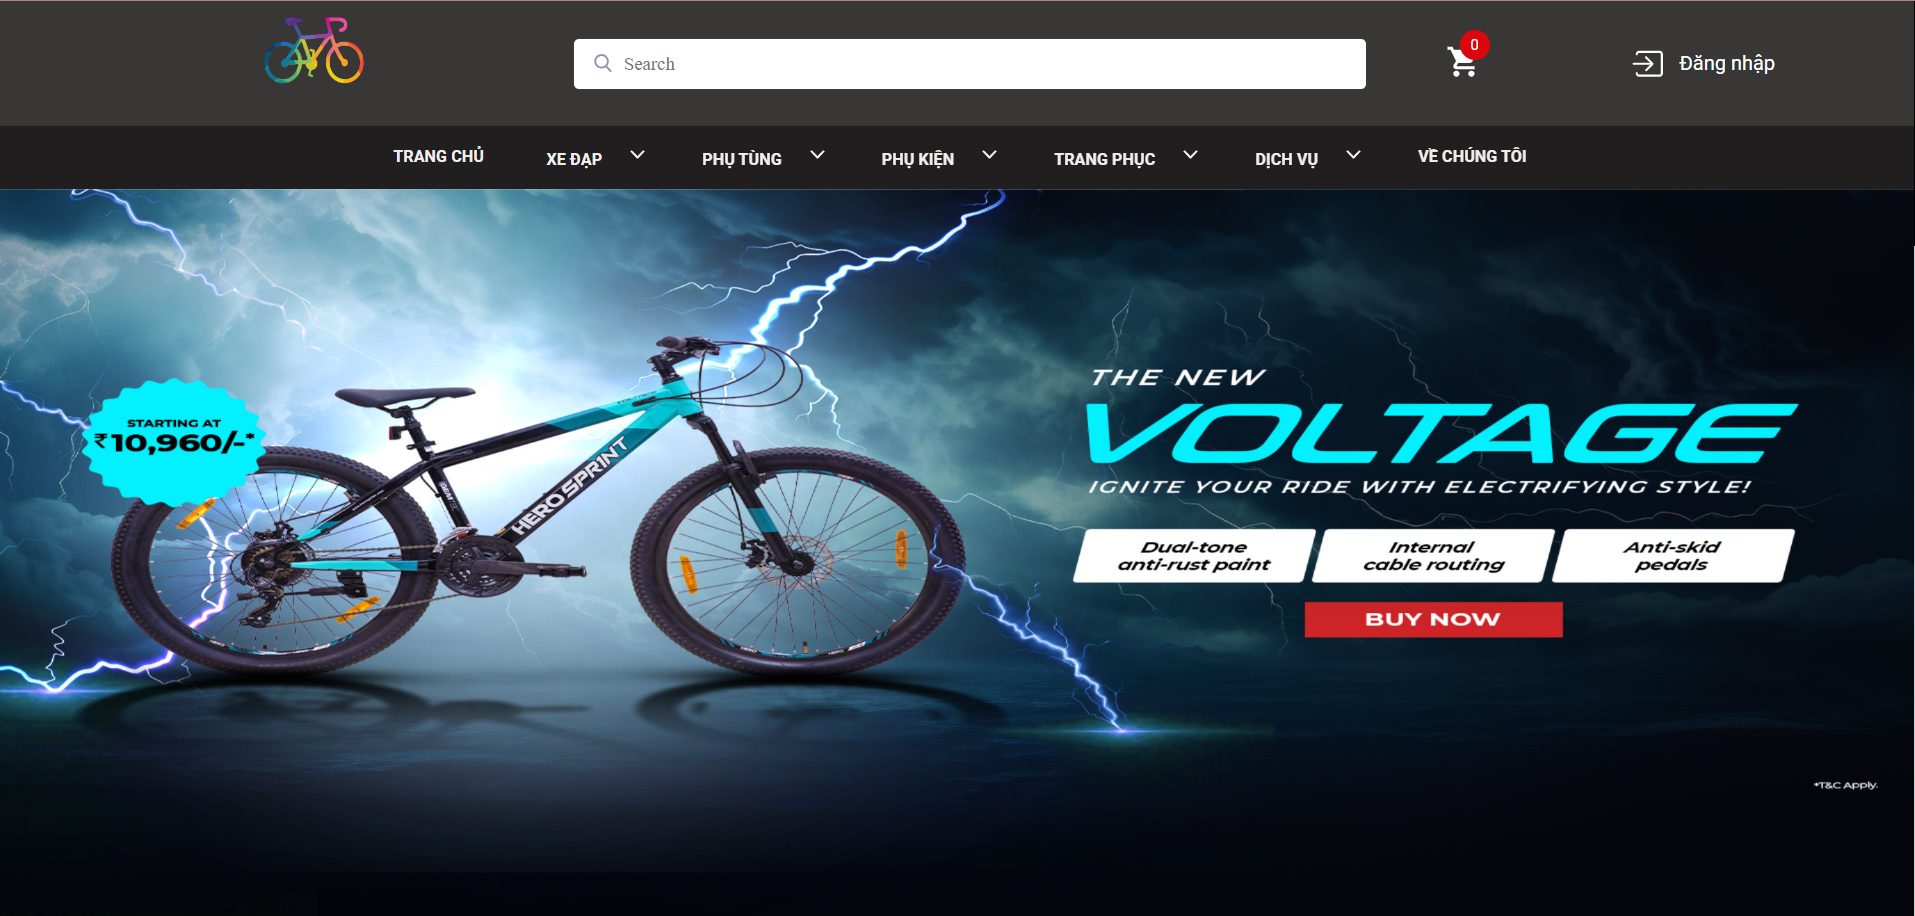 Search
0
Đăng nhập
TRANG CHỦ
XE ĐẠP
PHỤ TÙNG
PHỤ KIỆN
TRANG PHỤC
DỊCH VỤ
VỀ CHÚNG TÔI
STARTING AT
₹10,960/-*
HERO SPRINT
THE NEW
VOLTAGE
IGNITE YOUR RIDE WITH ELECTRIFYING STYLE!
Dual-tone
anti-rust paint
Internal
cable routing
Anti-skid
pedals
BUY NOW
*T&C Apply.